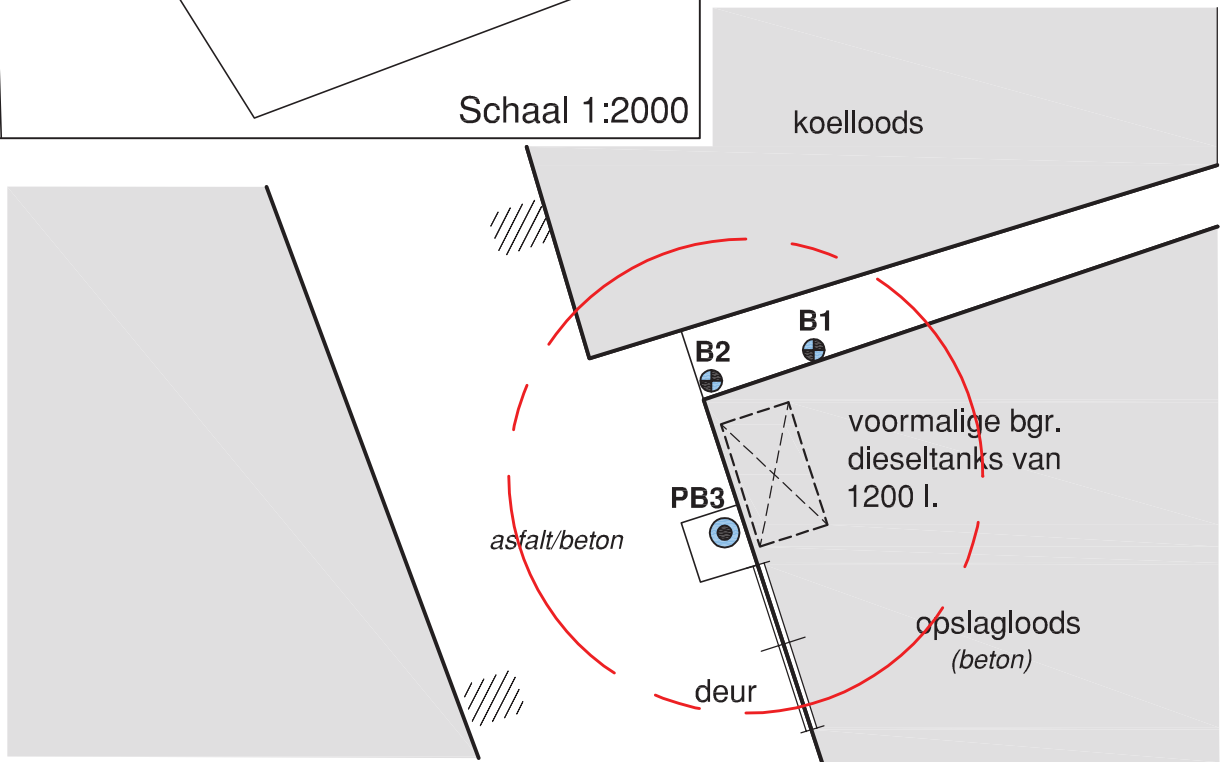 Schaal 1:2000
koelloods
B1
B2
voormalige bgr.
dieseltanks van
1200 l.
PB3
asfalt/beton
opslagloods
(beton)
deur